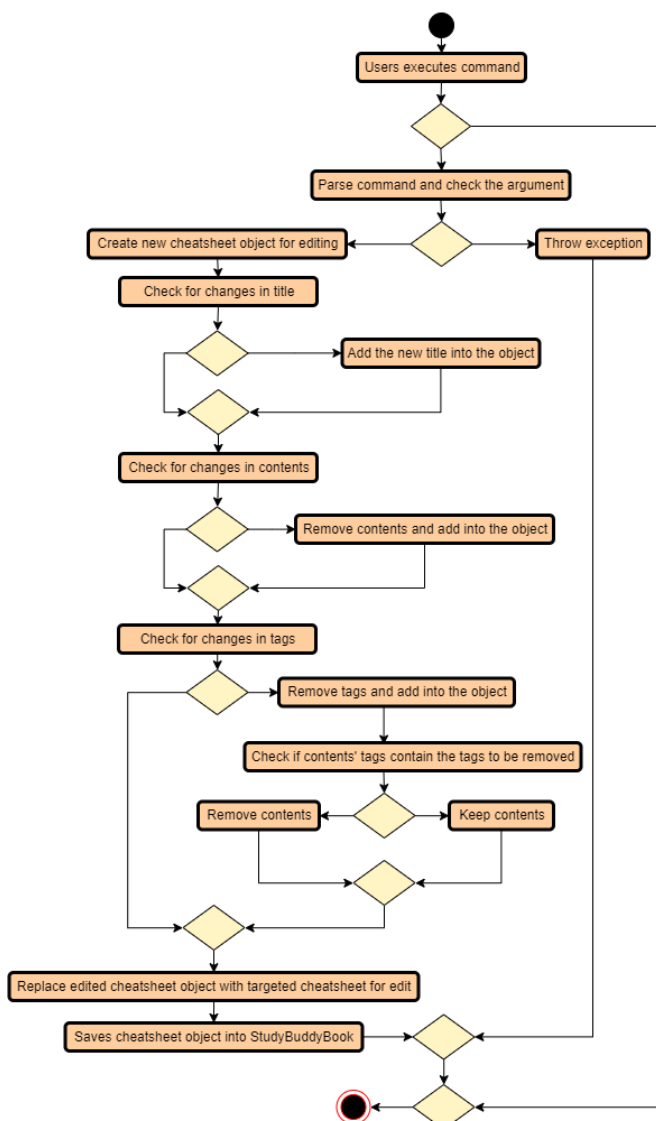 Users executes command
Parse command and check the argument
Create new cheatsheet object for editing
Throw exception
Check for changes in title
Add the new title into the object
Check for changes in contents
Remove contents and add into the object
Check for changes in tags
Remove tags and add into the object
Check if contents' tags contain the tags to be removed
Remove contents
Keep contents
Replace edited cheatsheet object with targeted cheatsheet for edit
Saves cheatsheet object into StudyBuddyBook